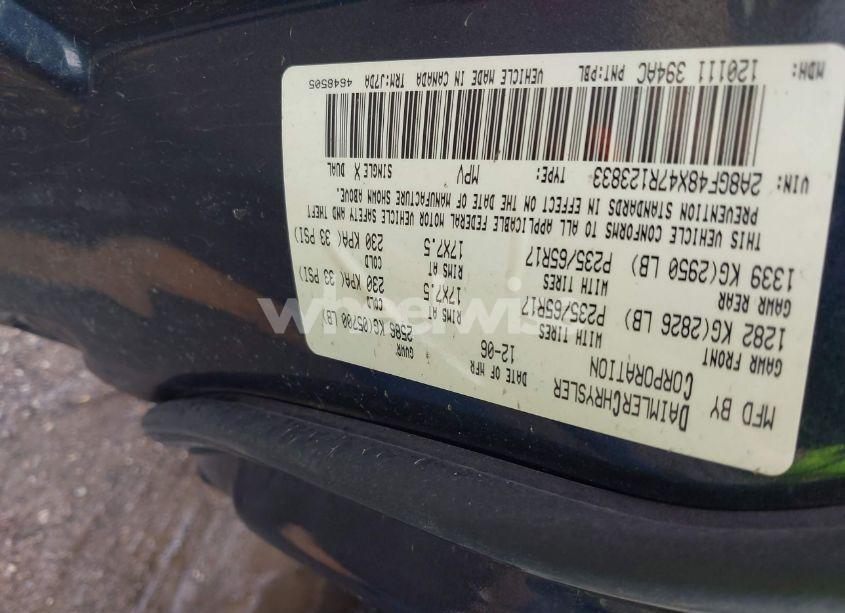 MFD BY DAIMLERCHRYSLER
CORPORATION
DATE OF MFR
12-06
GVWR
2586 KG(05700 LB)
GAWR FRONT
1282 KG(2826 LB)
WITH TIRES
P235/65R17
RIMS AT
17X7.5
COLD
230 KPA( 33 PSI)
GAWR REAR
1339 KG(2950 LB)
WITH TIRES
P235/65R17
RIMS AT
17X7.5
COLD
230 KPA( 33 PSI)
THIS VEHICLE CONFORMS TO ALL APPLICABLE FEDERAL MOTOR VEHICLE SAFETY AND THEFT
PREVENTION STANDARDS IN EFFECT ON THE DATE OF MANUFACTURE SHOWN ABOVE.
VIN: 2A8GF48X47R123833 TYPE: MPV SINGLE X DUAL
MDH: 120111 394AC PNT:PBL VEHICLE MADE IN CANADA TRM:J7DA 4648505
wheelwis